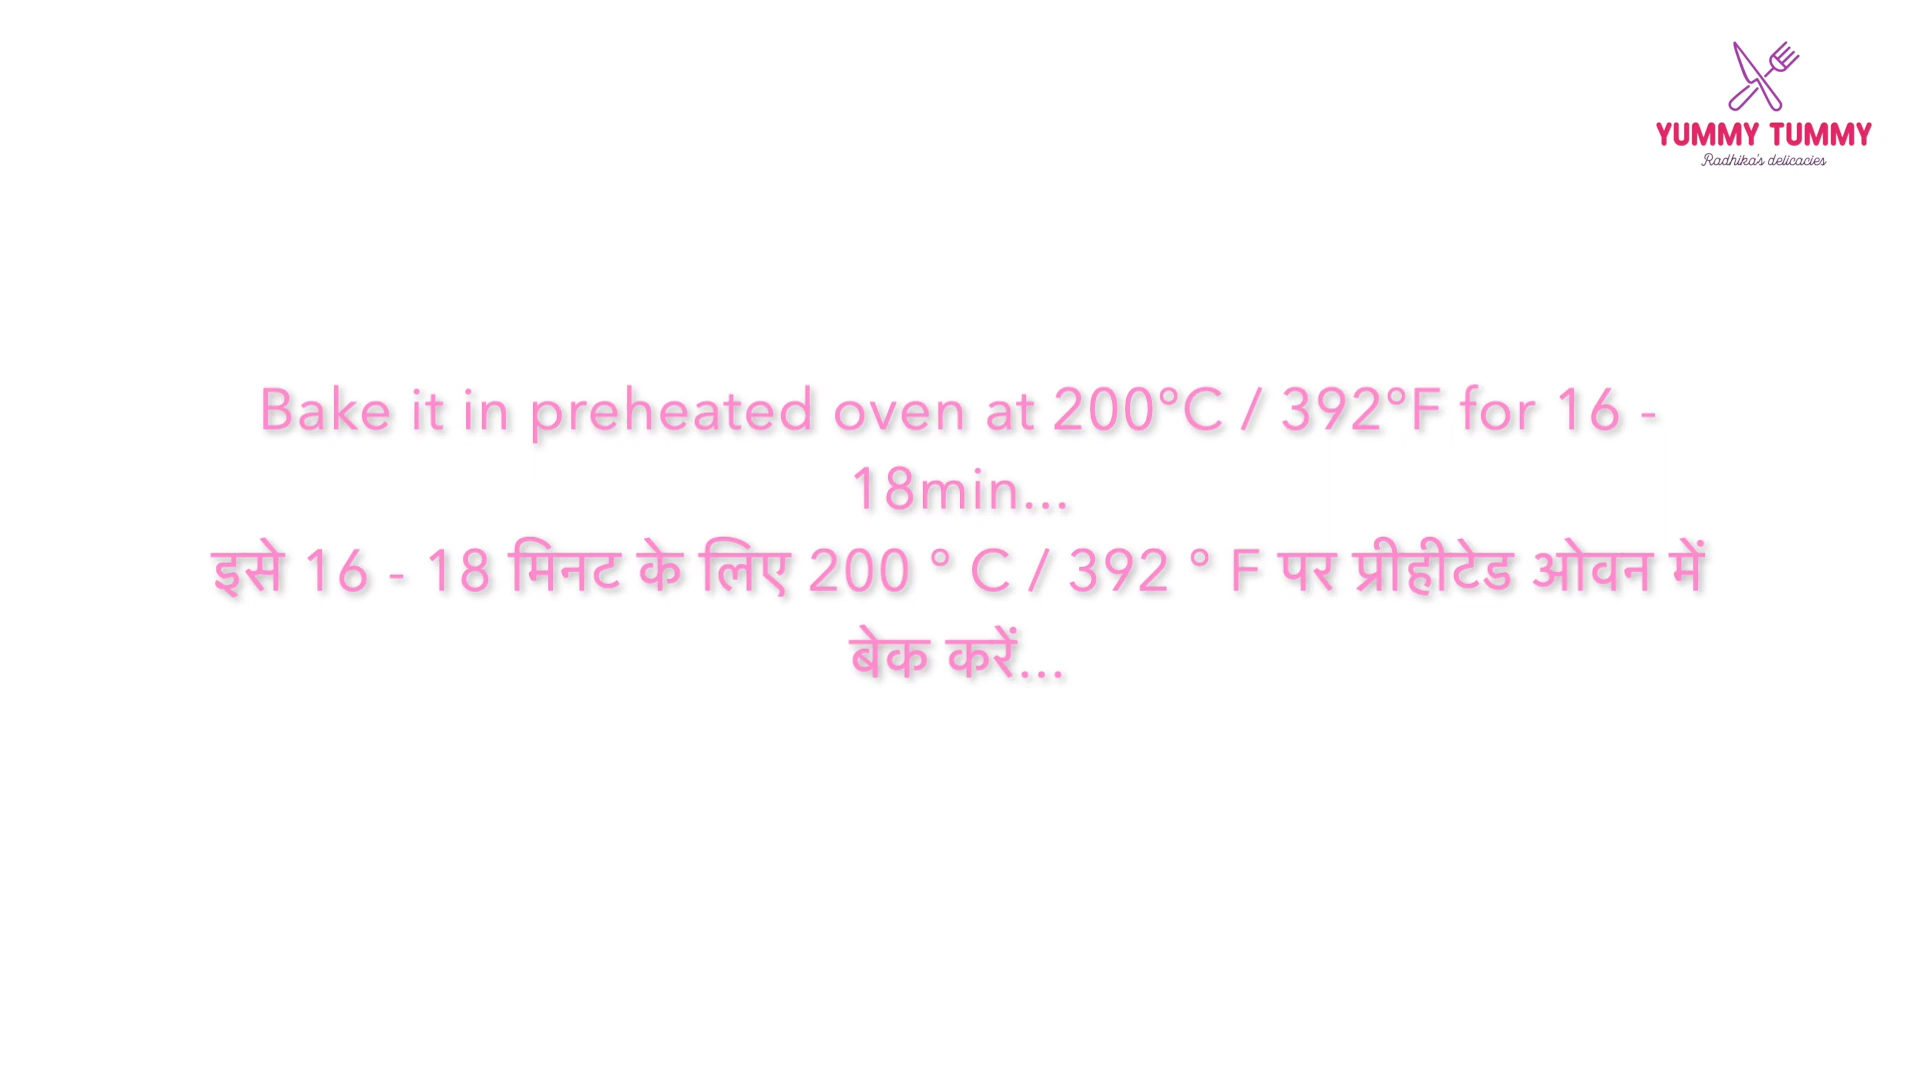 YUMMY TUMMY
Radhika's delicacies
Bake it in preheated oven at 200°C / 392°F for 16 -
18min...
इसे 16 - 18 मिनट के लिए 200 ° C / 392 ° F पर प्रीहीटेड ओवन में
बेक करें...